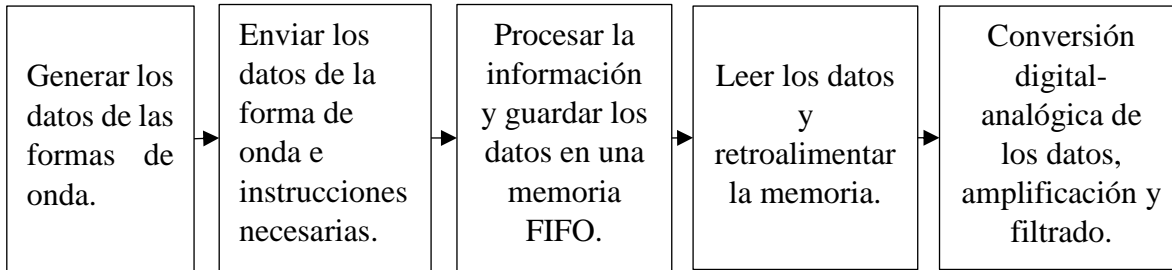 Generar los
datos de las
formas de
onda.
Enviar los
datos de la
forma de
onda e
instrucciones
necesarias.
Procesar la
información
y guardar los
datos en una
memoria
FIFO.
Leer los datos
y
retroalimentar
la memoria.
Conversión
digital-
analógica de
los datos,
amplificación y
filtrado.